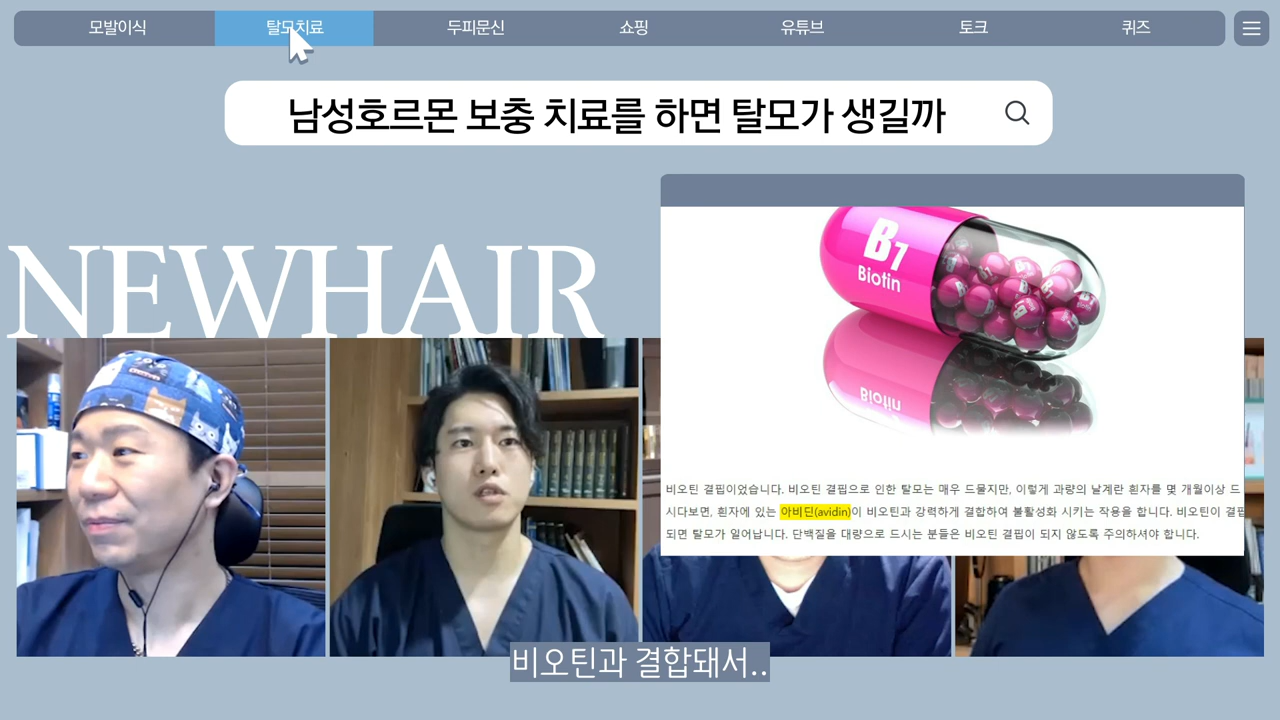 모발이식
탈모치료
두피문신
쇼핑
유튜브
토크
퀴즈
남성호르몬 보충 치료를 하면 탈모가 생길까
NEWHAIR
B7
Biotin
비오틴 결핍이었습니다. 비오틴 결핍으로 인한 탈모는 매우 드물지만, 이렇게 과량의 날계란 흰자를 몇 개월이상 드
시다보면, 흰자에 있는 아비딘(avidin)이 비오틴과 강력하게 결합하여 불활성화 시키는 작용을 합니다. 비오틴이 결핍
되면 탈모가 일어납니다. 단백질을 대량으로 드시는 분들은 비오틴 결핍이 되지 않도록 주의하셔야 합니다.
비오틴과 결합돼서..